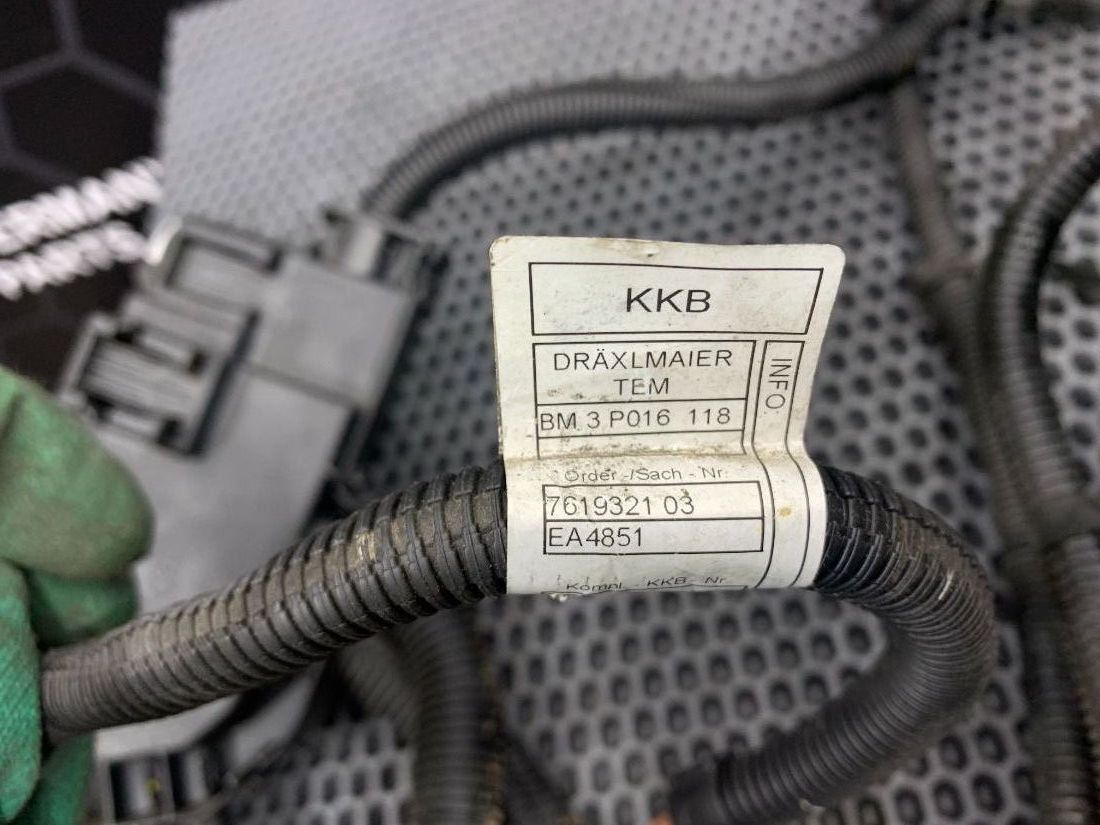 KKB
DRÄXLMAIER
TEM
BM 3 P016 118
INFO
Order -/Sach - Nr.
7619321 03
EA4851
Kompl. - KKB - Nr.